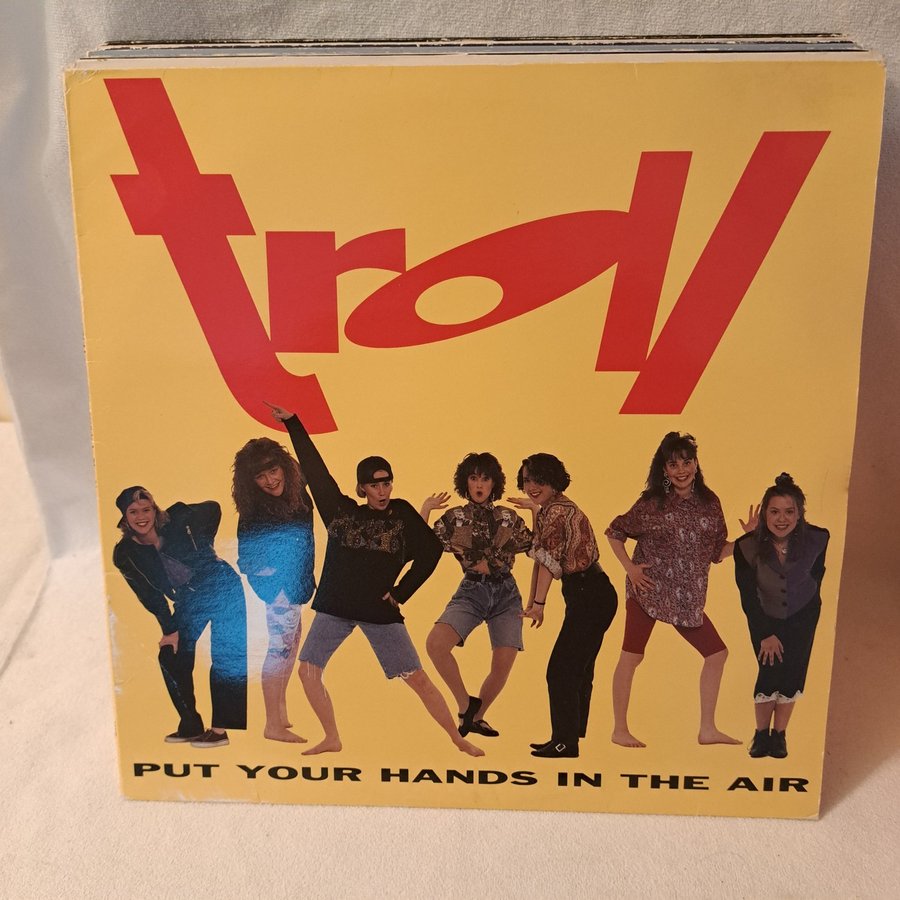 troll
PUT YOUR HANDS IN THE AIR